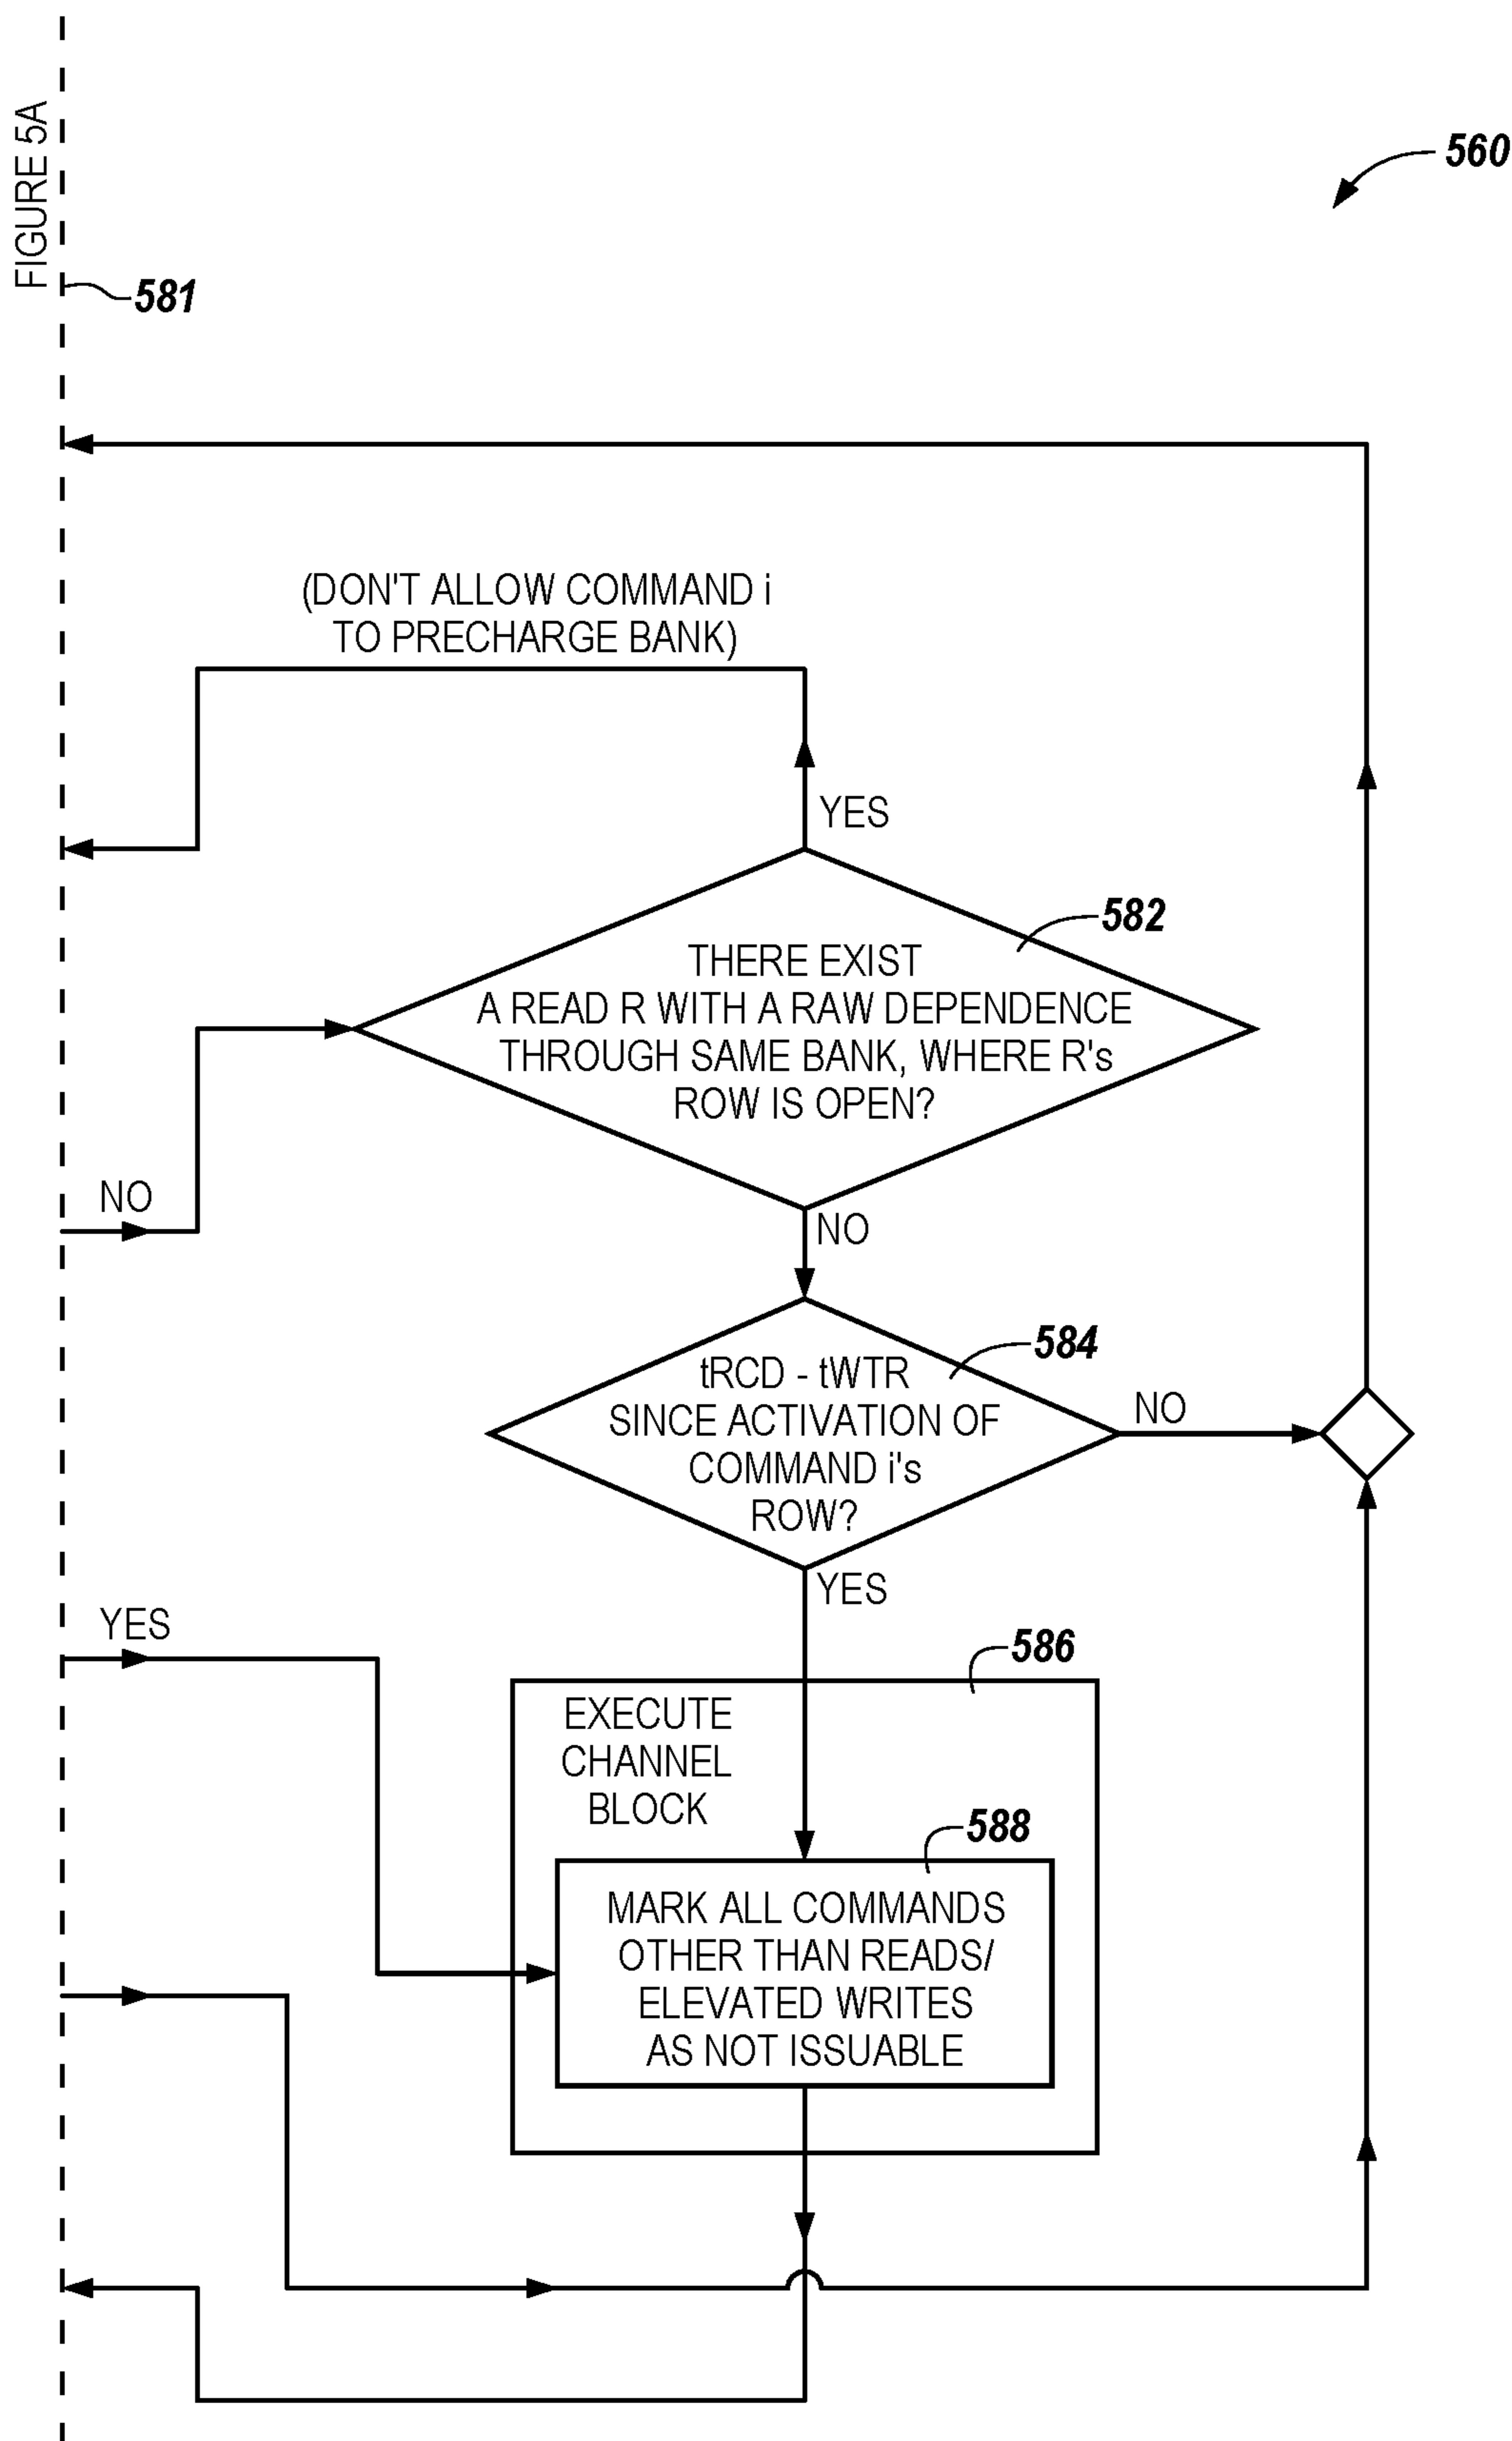 FIGURE 5A
560
581
(DON'T ALLOW COMMAND i
TO PRECHARGE BANK)
YES
582
THERE EXIST
A READ R WITH A RAW DEPENDENCE
THROUGH SAME BANK, WHERE R's
ROW IS OPEN?
NO
NO
584
tRCD - tWTR
SINCE ACTIVATION OF
COMMAND i's
ROW?
NO
YES
YES
586
EXECUTE
CHANNEL
BLOCK
588
MARK ALL COMMANDS
OTHER THAN READS/
ELEVATED WRITES
AS NOT ISSUABLE